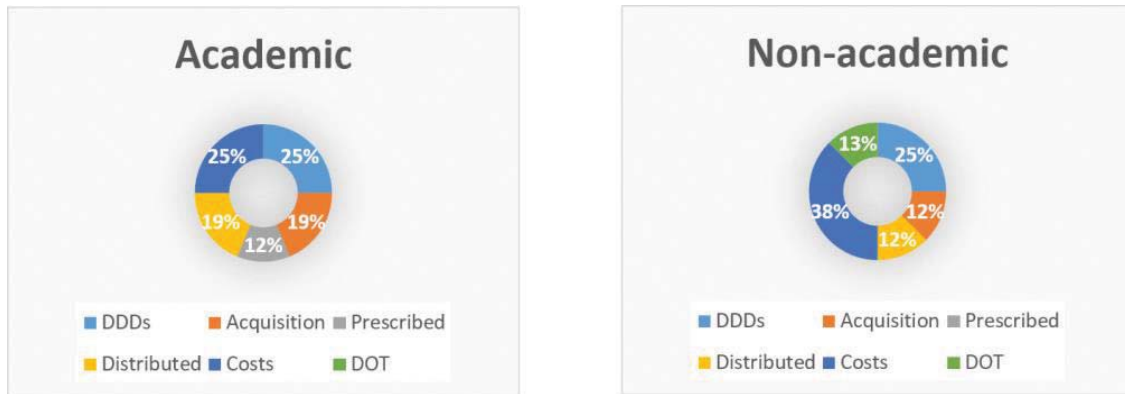 Academic
25%
25%
19%
19%
12%
DDDs
Acquisition
Prescribed
Distributed
Costs
DOT
Non-academic
13%
25%
38%
12%
12%
DDDs
Acquisition
Prescribed
Distributed
Costs
DOT